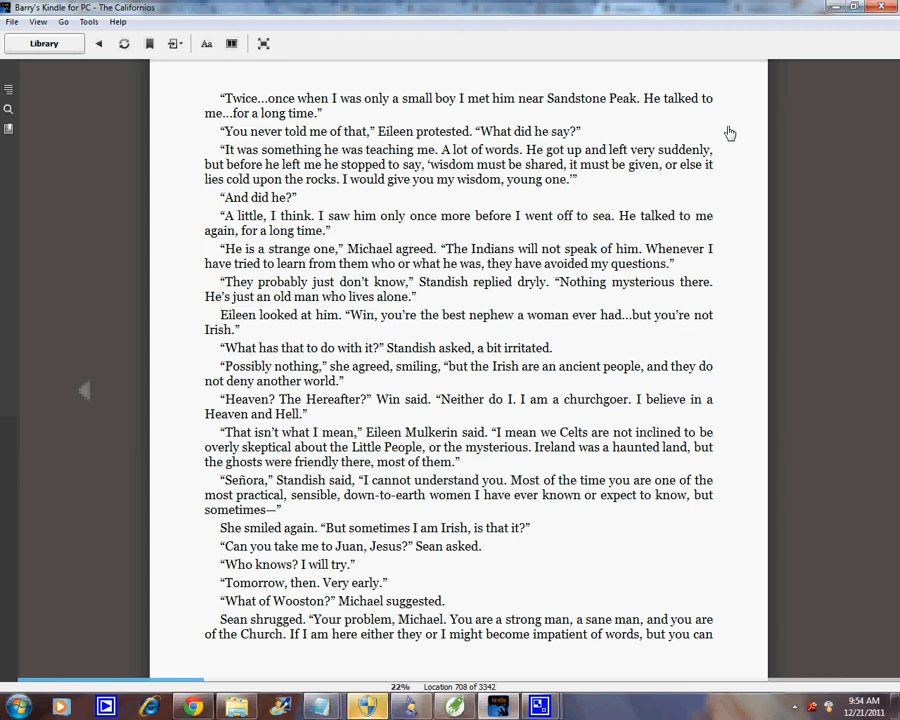 Barry's Kindle for PC - The Californios
File View Go Tools Help
Library Aa
“Twice...once when I was only a small boy I met him near Sandstone Peak. He talked to
me...for a long time.”
“You never told me of that,” Eileen protested. “What did he say?”
“It was something he was teaching me. A lot of words. He got up and left very suddenly,
but before he left me he stopped to say, ‘wisdom must be shared, it must be given, or else it
lies cold upon the rocks. I would give you my wisdom, young one.’”
“And did he?”
“A little, I think. I saw him only once more before I went off to sea. He talked to me
again, for a long time.”
“He is a strange one,” Michael agreed. “The Indians will not speak of him. Whenever I
have tried to learn from them who or what he was, they have avoided my questions.”
“They probably just don’t know,” Standish replied dryly. “Nothing mysterious there.
He’s just an old man who lives alone.”
Eileen looked at him. “Win, you’re the best nephew a woman ever had...but you’re not
Irish.”
“What has that to do with it?” Standish asked, a bit irritated.
“Possibly nothing,” she agreed, smiling, “but the Irish are an ancient people, and they do
not deny another world.”
“Heaven? The Hereafter?” Win said. “Neither do I. I am a churchgoer. I believe in a
Heaven and Hell.”
“That isn’t what I mean,” Eileen Mulkerin said. “I mean we Celts are not inclined to be
overly skeptical about the Little People, or the mysterious. Ireland was a haunted land, but
the ghosts were friendly there, most of them.”
“Señora,” Standish said, “I cannot understand you. Most of the time you are one of the
most practical, sensible, down-to-earth women I have ever known or expect to know, but
sometimes—”
She smiled again. “But sometimes I am Irish, is that it?”
“Can you take me to Juan, Jesus?” Sean asked.
“Who knows? I will try.”
“Tomorrow, then. Very early.”
“What of Wooston?” Michael suggested.
Sean shrugged. “Your problem, Michael. You are a strong man, a sane man, and you are
of the Church. If I am here either they or I might become impatient of words, but you can
22% Location 708 of 3342
9:54 AM
12/21/2011